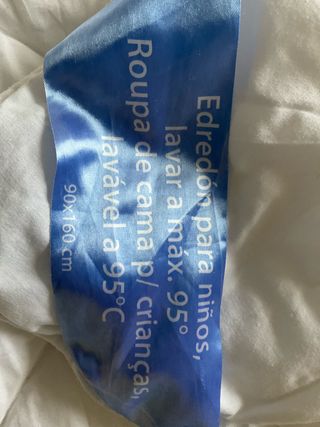 Edredón para niños,
lavar a máx. 95°
Roupa de cama p/ crianças,
lavável a 95°C
90x160 cm